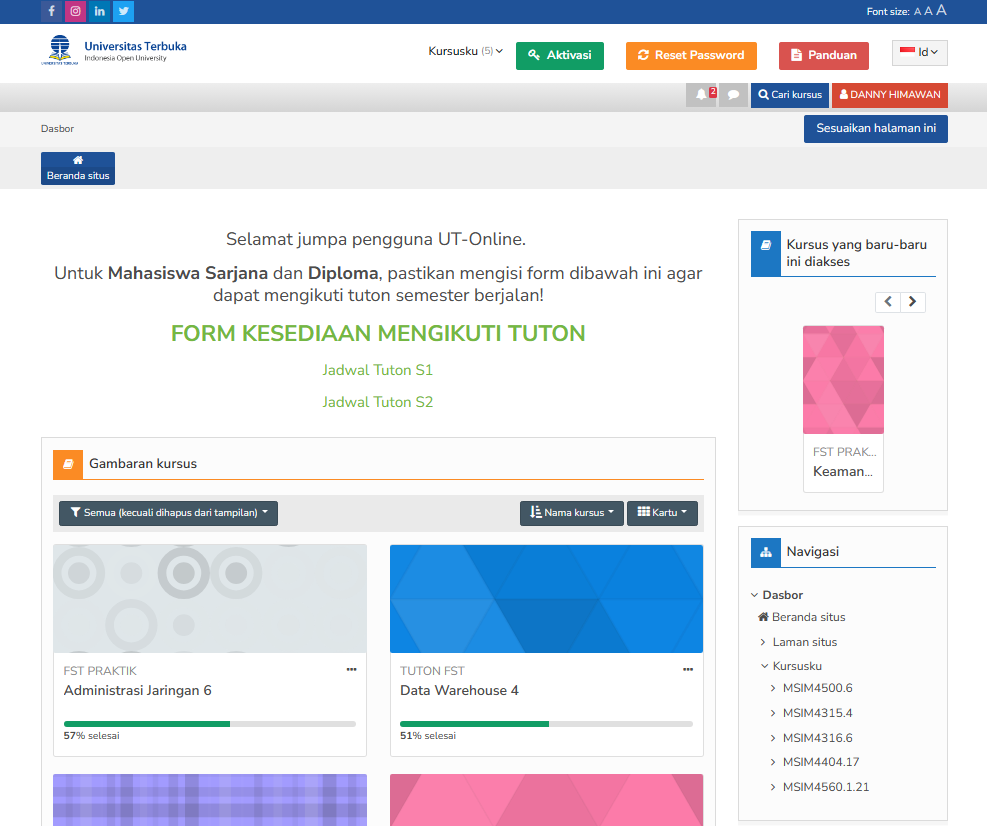 Font size: A A A
UNIVERSITAS TERBUKA
Universitas Terbuka
Indonesia Open University
Kursusku (5)
Aktivasi
Reset Password
Panduan
Id
2
Cari kursus
DANNY HIMAWAN
Dasbor
Sesuaikan halaman ini
Beranda situs
Selamat jumpa pengguna UT-Online.
Untuk Mahasiswa Sarjana dan Diploma, pastikan mengisi form dibawah ini agar
dapat mengikuti tuton semester berjalan!
FORM KESEDIAAN MENGIKUTI TUTON
Jadwal Tuton S1
Jadwal Tuton S2
Gambaran kursus
Semua (kecuali dihapus dari tampilan)
Nama kursus
Kartu
FST PRAKTIK
Administrasi Jaringan 6
57% selesai
TUTON FST
Data Warehouse 4
51% selesai
Kursus yang baru-baru
ini diakses
FST PRAK...
Keaman...
Navigasi
Dasbor
Beranda situs
Laman situs
Kursusku
MSIM4500.6
MSIM4315.4
MSIM4316.6
MSIM4404.17
MSIM4560.1.21